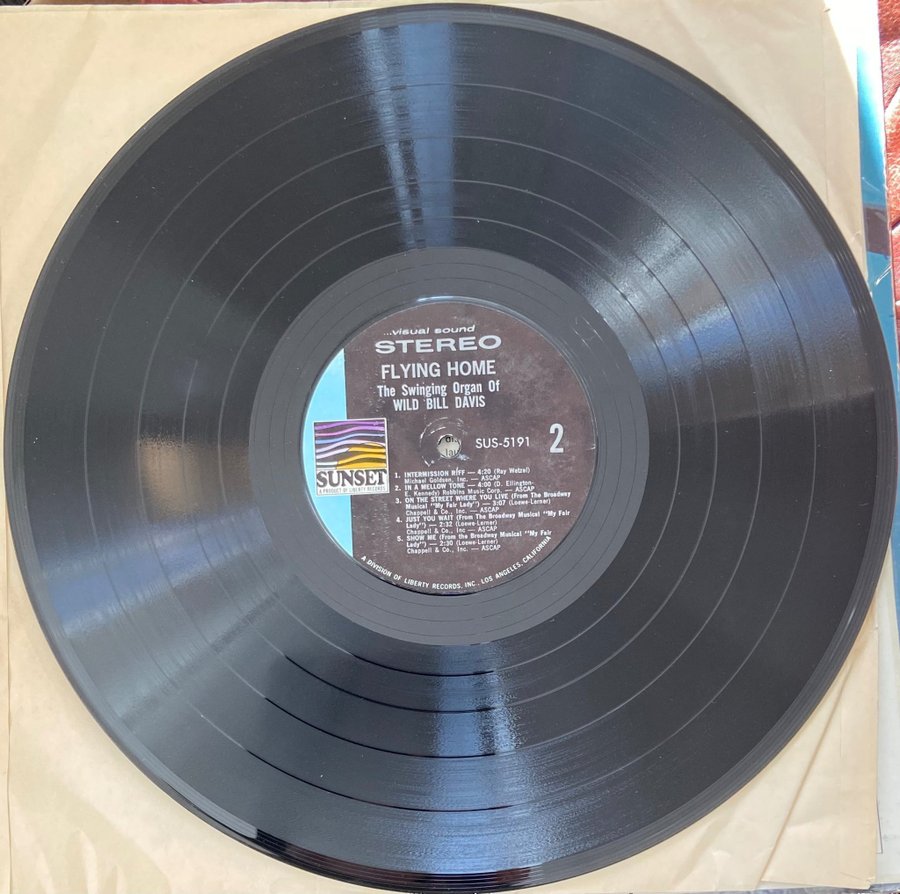 ...visual sound
STEREO
FLYING HOME
The Swinging Organ Of
WILD BILL DAVIS
SUS-5191
2
SUNSET
A PRODUCT OF LIBERTY RECORDS
1. INTERMISSION RIFF — 4:20 (Ray Wetzel)
Michael Goldsen, Inc. — ASCAP
2. IN A MELLOW TONE — 4:00 (D. Ellington-
E. Kennedy) Robbins Music Corp. — ASCAP
3. ON THE STREET WHERE YOU LIVE (From The Broadway
Musical "My Fair Lady") — 3:07 (Loewe-Lerner)
Chappell & Co., Inc. — ASCAP
4. JUST YOU WAIT (From The Broadway Musical "My Fair
Lady") — 2:32 (Loewe-Lerner)
Chappell & Co., Inc — ASCAP
5. SHOW ME (From the Broadway Musical "My Fair
Lady") — 2:30 (Loewe-Lerner)
Chappell & Co., Inc. — ASCAP
A DIVISION OF LIBERTY RECORDS, INC., LOS ANGELES, CALIFORNIA